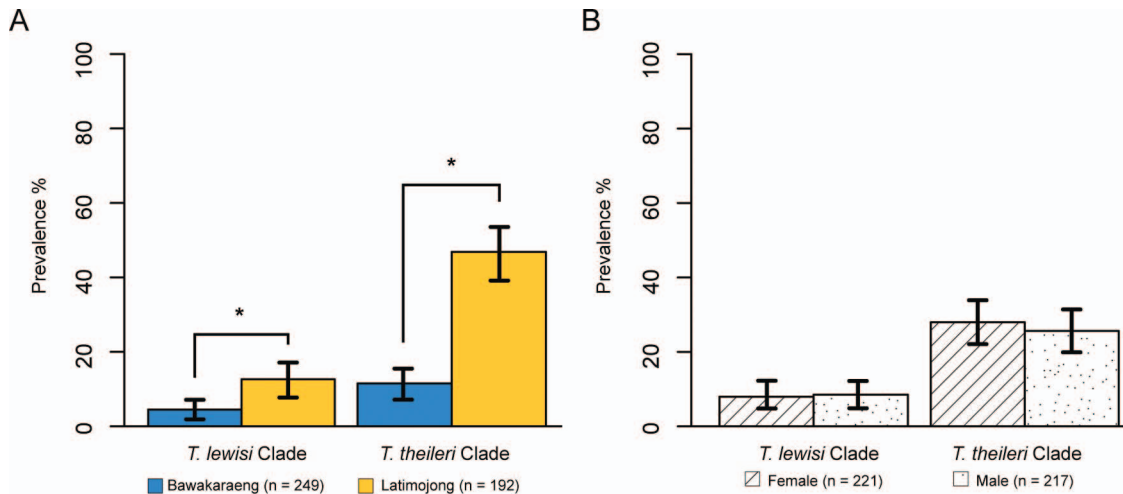 A
Prevalence %
100
80
60
40
20
0
*
*
T. lewisi Clade
T. theileri Clade
Bawakaraeng (n = 249)
Latimojong (n = 192)
B
Prevalence %
100
80
60
40
20
0
T. lewisi Clade
T. theileri Clade
Female (n = 221)
Male (n = 217)